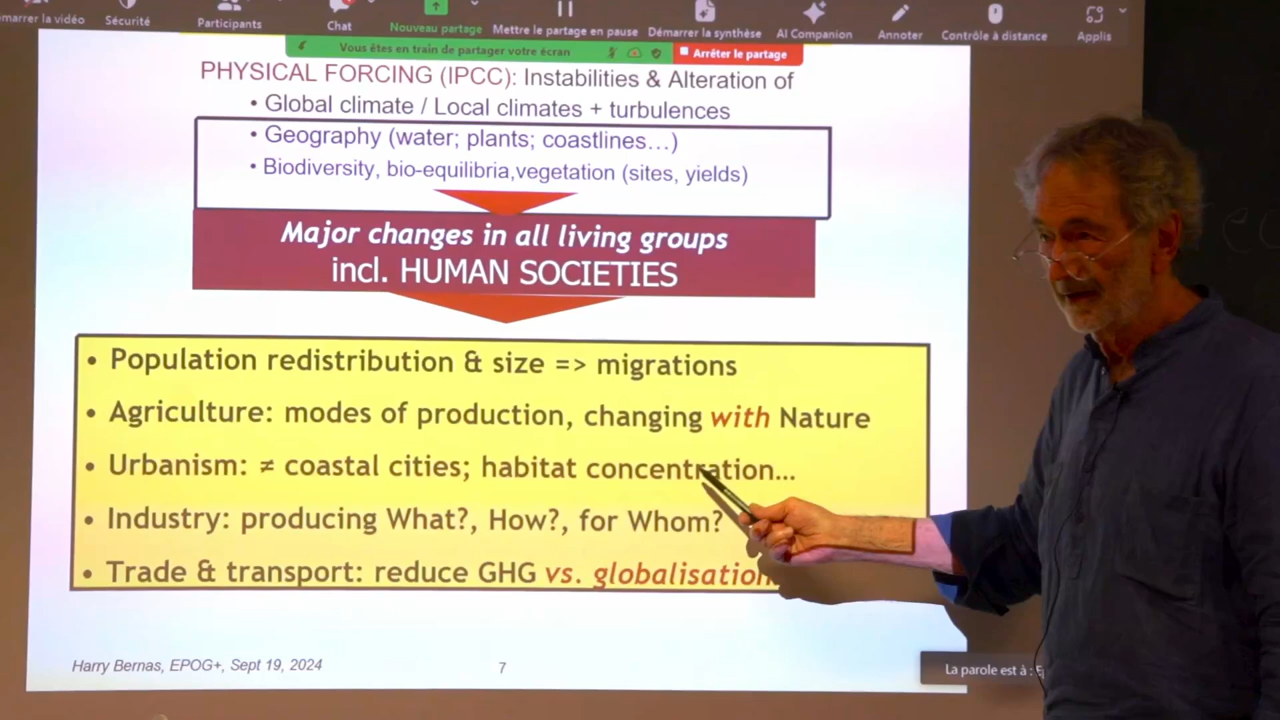 émarrer la vidéo
Sécurité
Participants
Chat
Nouveau partage
Mettre le partage en pause
Démarrer la synthèse
AI Companion
Annoter
Contrôle à distance
Applis
Vous êtes en train de partager votre écran
Arrêter le partage
PHYSICAL FORCING (IPCC): Instabilities & Alteration of
• Global climate / Local climates + turbulences
• Geography (water; plants; coastlines…)
• Biodiversity, bio-equilibria,vegetation (sites, yields)
Major changes in all living groups
incl. HUMAN SOCIETIES
• Population redistribution & size => migrations
• Agriculture: modes of production, changing with Nature
• Urbanism: ≠ coastal cities; habitat concentration…
• Industry: producing What?, How?, for Whom?
• Trade & transport: reduce GHG vs. globalisation
Harry Bernas, EPOG+, Sept 19, 2024
7
La parole est à :